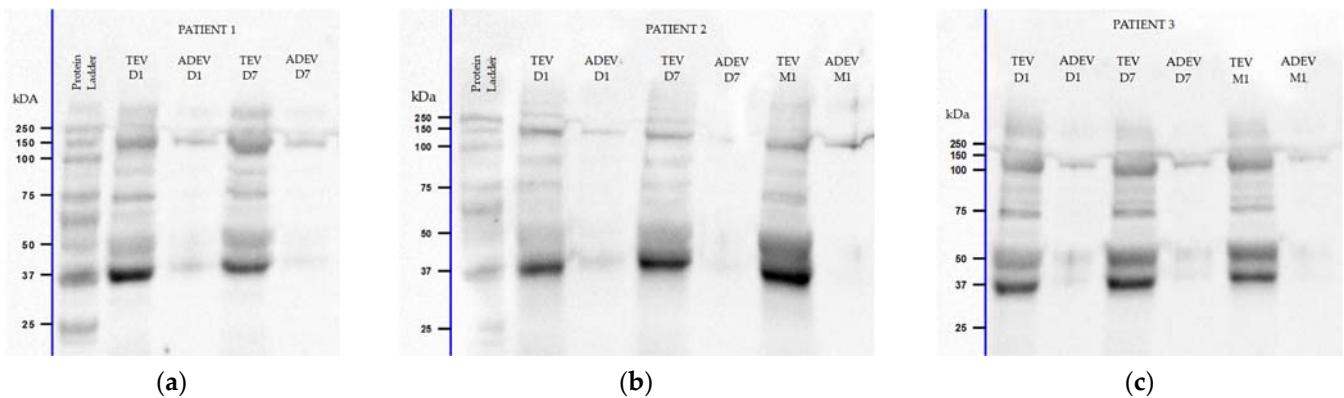 PATIENT 1
Protein
Ladder
TEV
D1
ADEV
D1
TEV
D7
ADEV
D7
kDA
250
150
100
75
50
37
25
(a)
PATIENT 2
Protein
Ladder
TEV
D1
ADEV
D1
TEV
D7
ADEV
D7
TEV
M1
ADEV
M1
kDa
250
150
100
75
50
37
25
(b)
PATIENT 3
TEV
D1
ADEV
D1
TEV
D7
ADEV
D7
TEV
M1
ADEV
M1
kDa
250
150
100
75
50
37
25
(c)